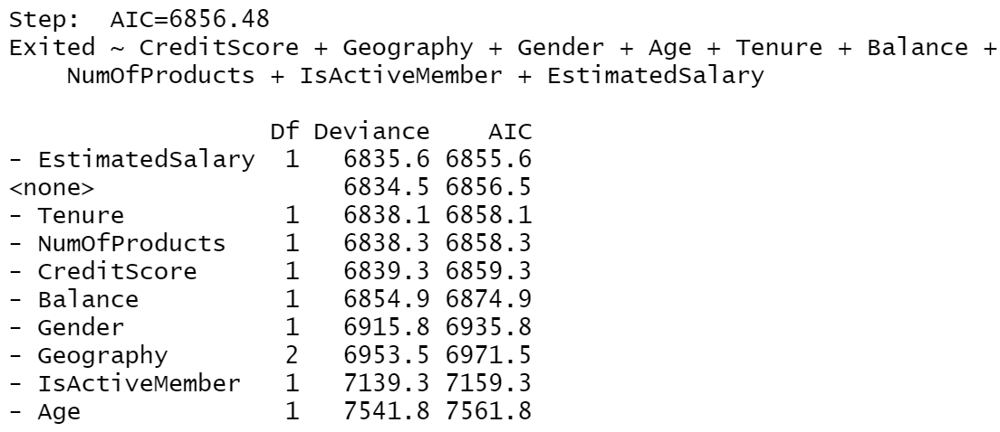 Step:  AIC=6856.48
Exited ~ CreditScore + Geography + Gender + Age + Tenure + Balance +
    NumOfProducts + IsActiveMember + EstimatedSalary

                  Df Deviance    AIC
- EstimatedSalary  1   6835.6 6855.6
<none>                 6834.5 6856.5
- Tenure           1   6838.1 6858.1
- NumOfProducts    1   6838.3 6858.3
- CreditScore      1   6839.3 6859.3
- Balance          1   6854.9 6874.9
- Gender           1   6915.8 6935.8
- Geography        2   6953.5 6971.5
- IsActiveMember   1   7139.3 7159.3
- Age              1   7541.8 7561.8